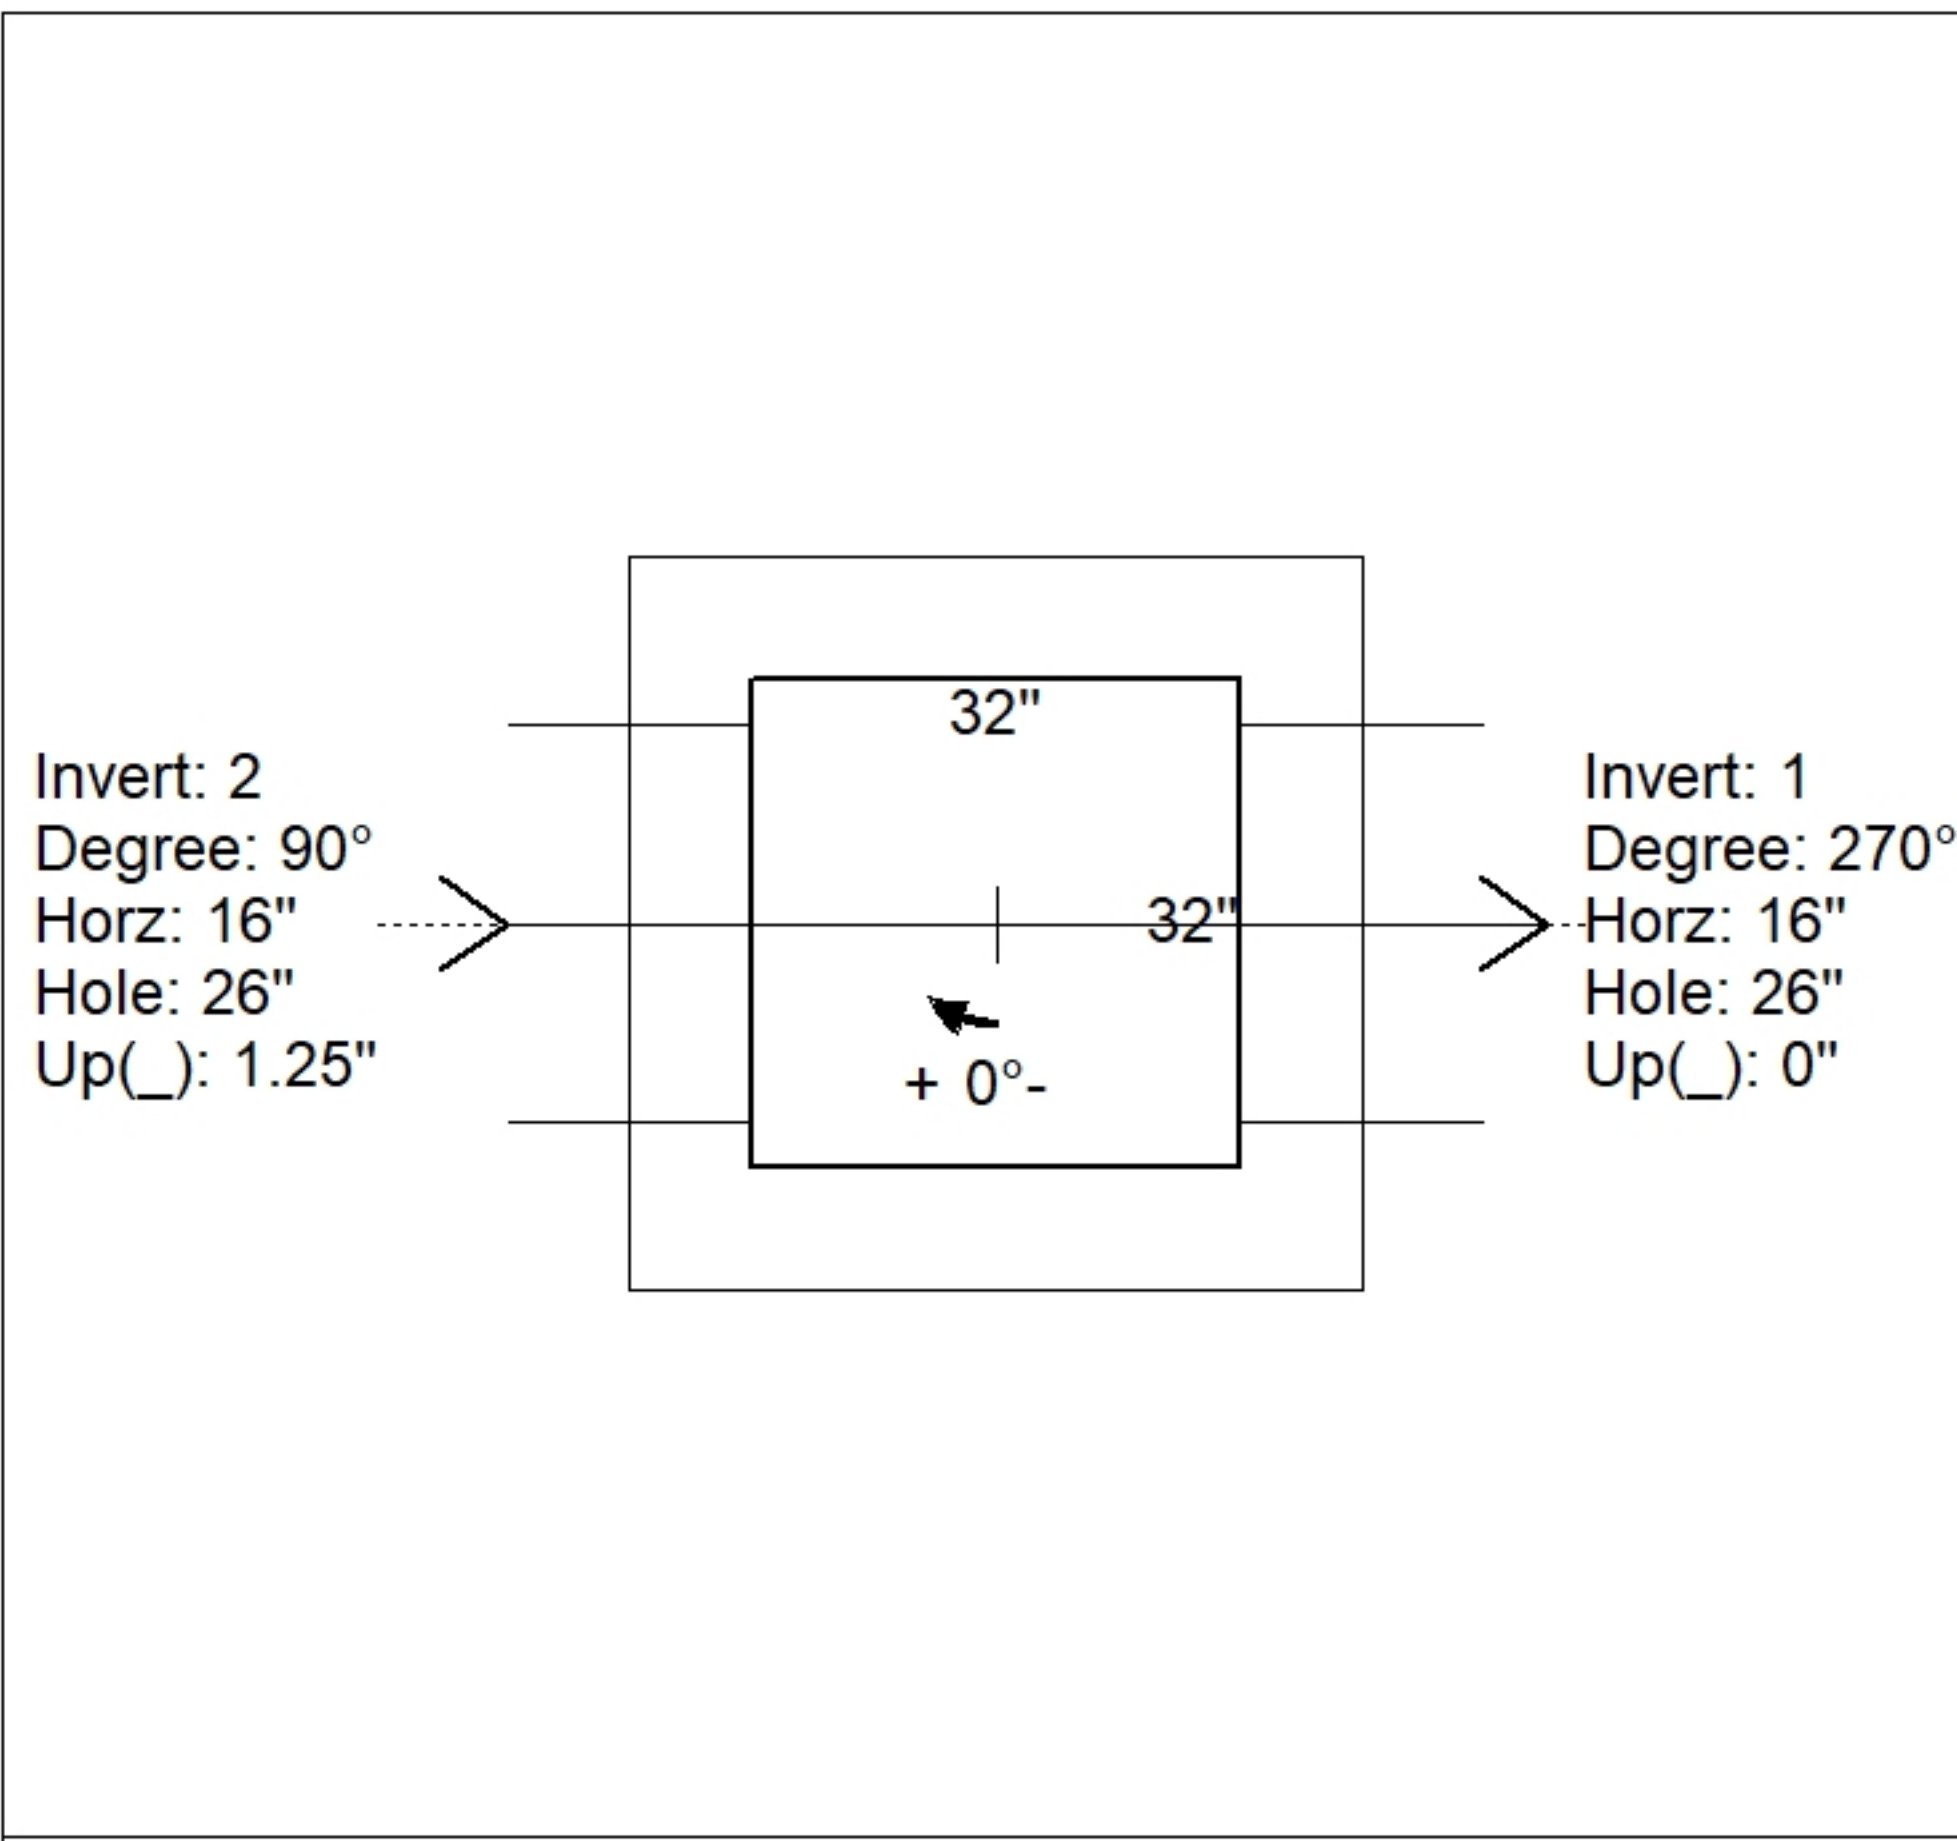 32"
Invert: 2
Degree: 90°
Horz: 16"
Hole: 26"
Up(_): 1.25"
32"
+ 0°-
Invert: 1
Degree: 270°
Horz: 16"
Hole: 26"
Up(_): 0"